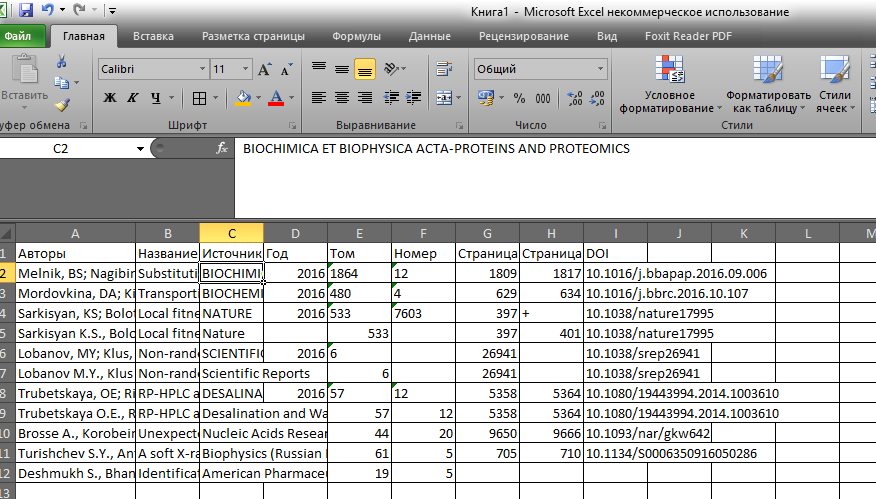 Книга1 - Microsoft Excel некоммерческое использование
Файл Главная Вставка Разметка страницы Формулы Данные Рецензирование Вид Foxit Reader PDF
Вставить
Calibri 11
Ж К Ч
Общий
% 000
Условное форматирование
Форматировать как таблицу
Стили ячеек
уфер обмена Шрифт Выравнивание Число Стили
C2 fx BIOCHIMICA ET BIOPHYSICA ACTA-PROTEINS AND PROTEOMICS
A B C D E F G H I J K L M
1 Авторы Название Источник Год Том Номер Страница Страница DOI
2 Melnik, BS; Nagibin Substituti BIOCHIMI 2016 1864 12 1809 1817 10.1016/j.bbapap.2016.09.006
3 Mordovkina, DA; Ki Transporti BIOCHEMI 2016 480 4 629 634 10.1016/j.bbrc.2016.10.107
4 Sarkisyan, KS; Bolot Local fitne NATURE 2016 533 7603 397 + 10.1038/nature17995
5 Sarkisyan K.S., Bolo Local fitne Nature 533 397 401 10.1038/nature17995
6 Lobanov, MY; Klus, Non-rand SCIENTIFIC 2016 6 26941 10.1038/srep26941
7 Lobanov M.Y., Klus Non-rand Scientific Reports 6 26941 10.1038/srep26941
8 Trubetskaya, OE; Ri RP-HPLC a DESALINA 2016 57 12 5358 5364 10.1080/19443994.2014.1003610
9 Trubetskaya O.E., R RP-HPLC a Desalination and Wa 57 12 5358 5364 10.1080/19443994.2014.1003610
10 Brosse A., Korobei Unexpect Nucleic Acids Resear 44 20 9650 9666 10.1093/nar/gkw642
11 Turishchev S.Y., Ant A soft X-ra Biophysics (Russian 61 5 705 710 10.1134/S0006350916050286
12 Deshmukh S., Bhan Identifica American Pharmaceu 19 5
13